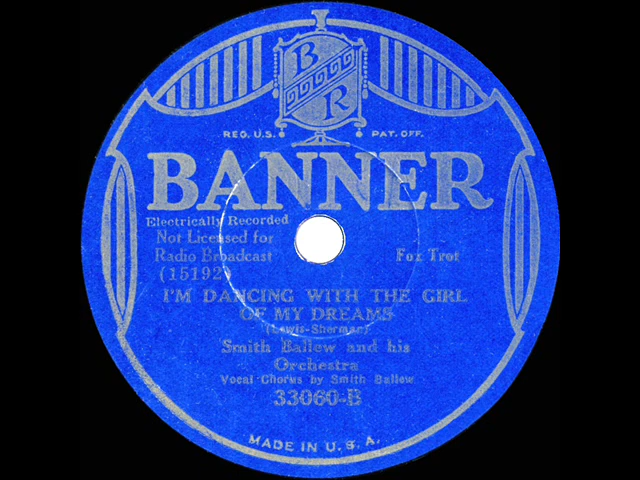 B
R
REG. U.S. PAT. OFF.
BANNER
Electrically Recorded
Not Licensed for
Radio Broadcast Fox Trot
(15192)
I'M DANCING WITH THE GIRL
OF MY DREAMS
(Lewis-Sherman)
Smith Ballew and his
Orchestra
Vocal Chorus by Smith Ballew
33060-B
MADE IN U.S.A.